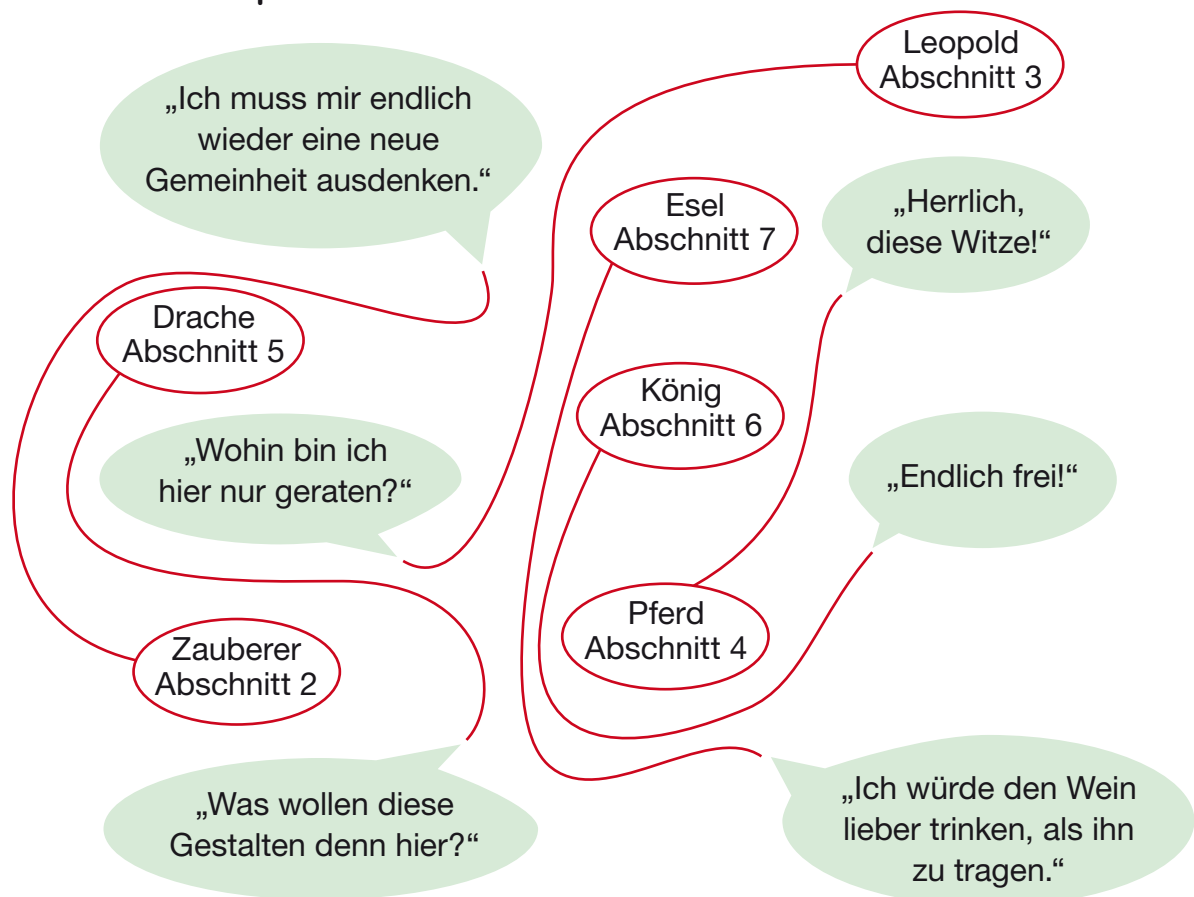 Leopold
Abschnitt 3
„Ich muss mir endlich
wieder eine neue
Gemeinheit ausdenken.“
Esel
Abschnitt 7
„Herrlich,
diese Witze!“
Drache
Abschnitt 5
König
Abschnitt 6
„Wohin bin ich
hier nur geraten?“
„Endlich frei!“
Pferd
Abschnitt 4
Zauberer
Abschnitt 2
„Was wollen diese
Gestalten denn hier?“
„Ich würde den Wein
lieber trinken, als ihn
zu tragen.“